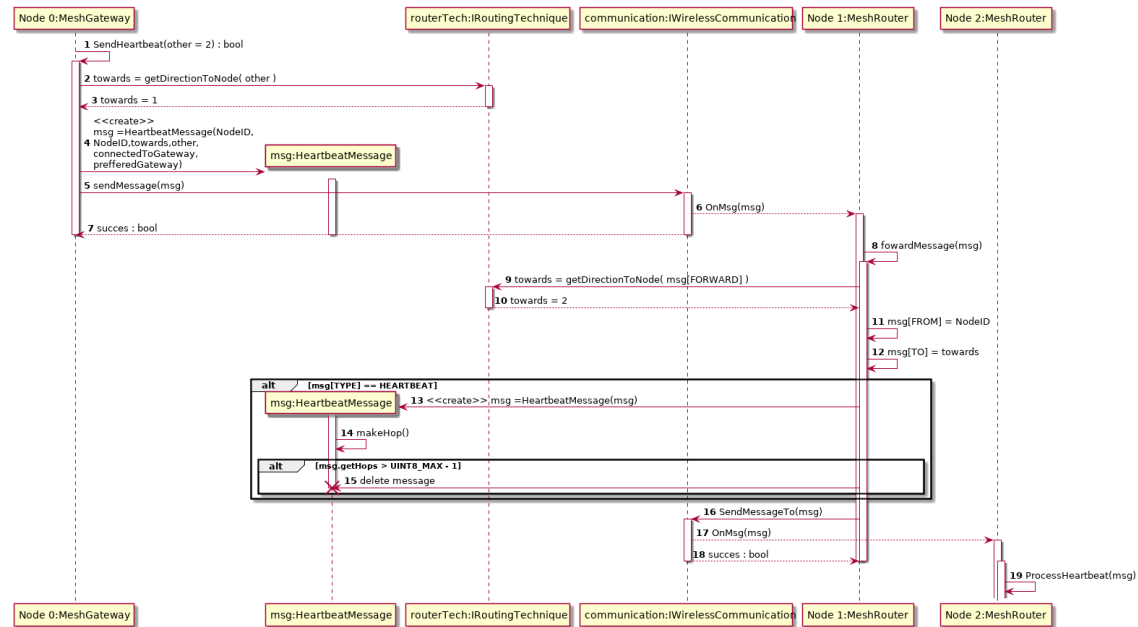 Node 0:MeshGateway
routerTech:IRoutingTechnique
communication:IWirelessCommunication
Node 1:MeshRouter
Node 2:MeshRouter
1 SendHeartbeat(other = 2) : bool
2 towards = getDirectionToNode( other )
3 towards = 1
<<create>>
msg =HeartbeatMessage(NodeID,
4 NodeID,towards,other,
connectedToGateway,
prefferedGateway)
msg:HeartbeatMessage
5 sendMessage(msg)
6 OnMsg(msg)
7 succes : bool
8 fowardMessage(msg)
9 towards = getDirectionToNode( msg[FORWARD] )
10 towards = 2
11 msg[FROM] = NodeID
12 msg[TO] = towards
alt [msg[TYPE] == HEARTBEAT]
msg:HeartbeatMessage
13 <<create>> msg =HeartbeatMessage(msg)
14 makeHop()
alt [msg.getHops > UINT8_MAX - 1]
15 delete message
16 SendMessageTo(msg)
17 OnMsg(msg)
18 succes : bool
19 ProcessHeartbeat(msg)
Node 0:MeshGateway
msg:HeartbeatMessage
routerTech:IRoutingTechnique
communication:IWirelessCommunication
Node 1:MeshRouter
Node 2:MeshRouter